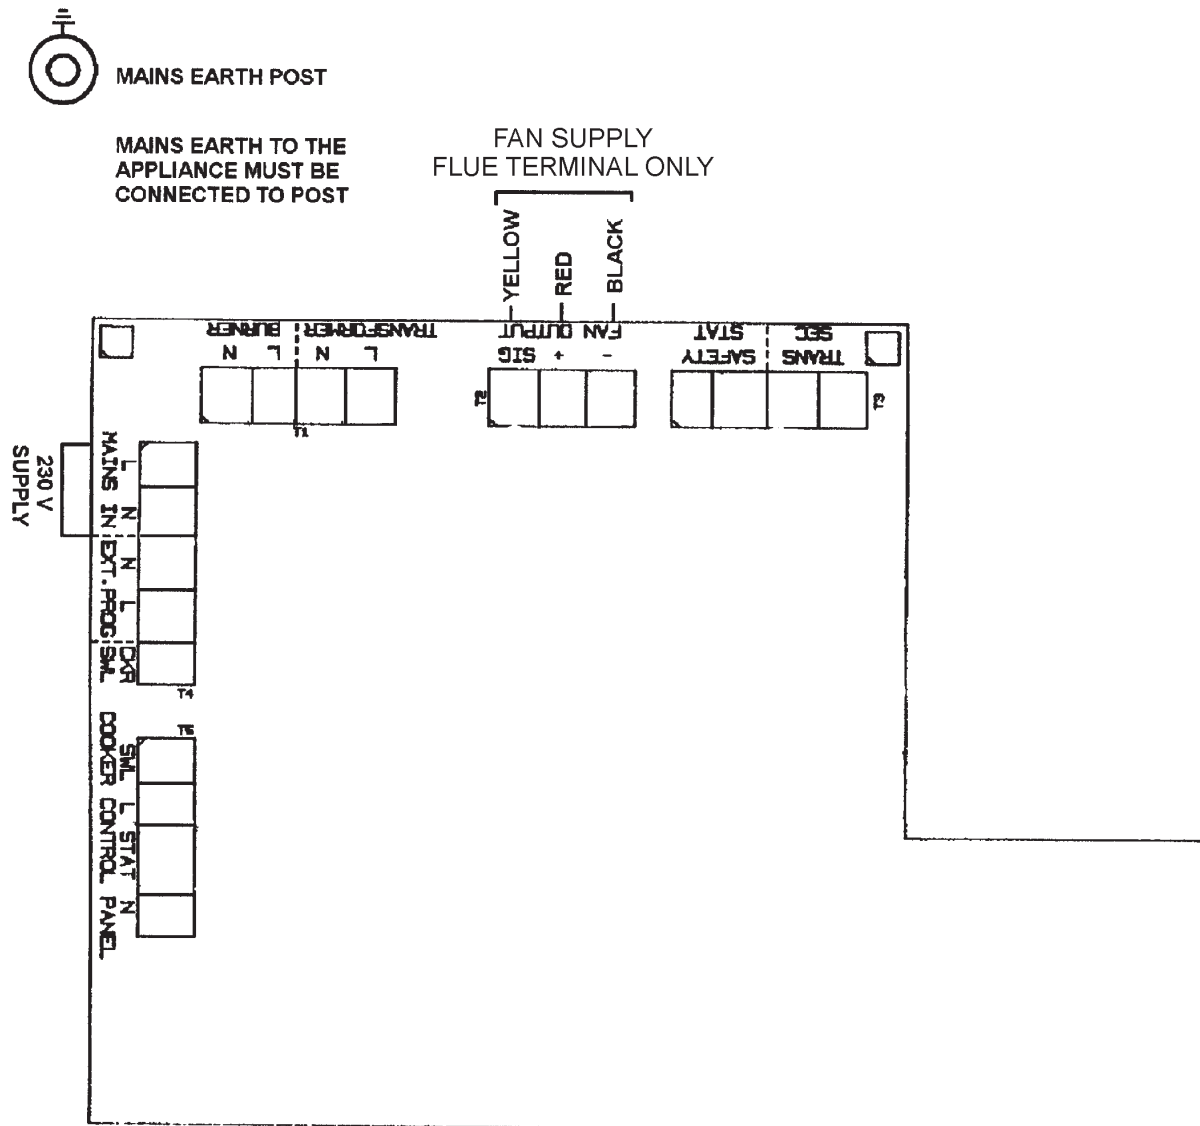 MAINS EARTH POST
MAINS EARTH TO THE
APPLIANCE MUST BE
CONNECTED TO POST
FAN SUPPLY
FLUE TERMINAL ONLY
YELLOW
RED
BLACK
BURNER
TRANSFORMER
N
L
N
L
T1
FAN OUTPUT
SIG
+
-
T2
SAFETY
STAT
TRANS
SEC
T3
230 V
SUPPLY
MAINS IN
L
N
EXT. PROG
N
L
CKR
SWL
T4
T5
COOKER CONTROL PANEL
SWL
L
STAT
N